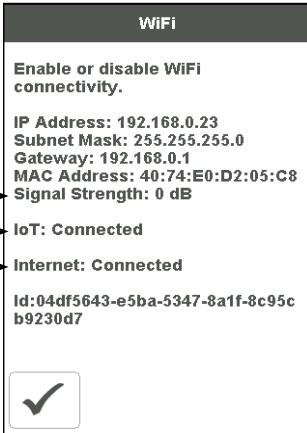 WiFi
Enable or disable WiFi
connectivity.
IP Address: 192.168.0.23
Subnet Mask: 255.255.255.0
Gateway: 192.168.0.1
MAC Address: 40:74:E0:D2:05:C8
Signal Strength: 0 dB
IoT: Connected
Internet: Connected
Id:04df5643-e5ba-5347-8a1f-8c95c
b9230d7